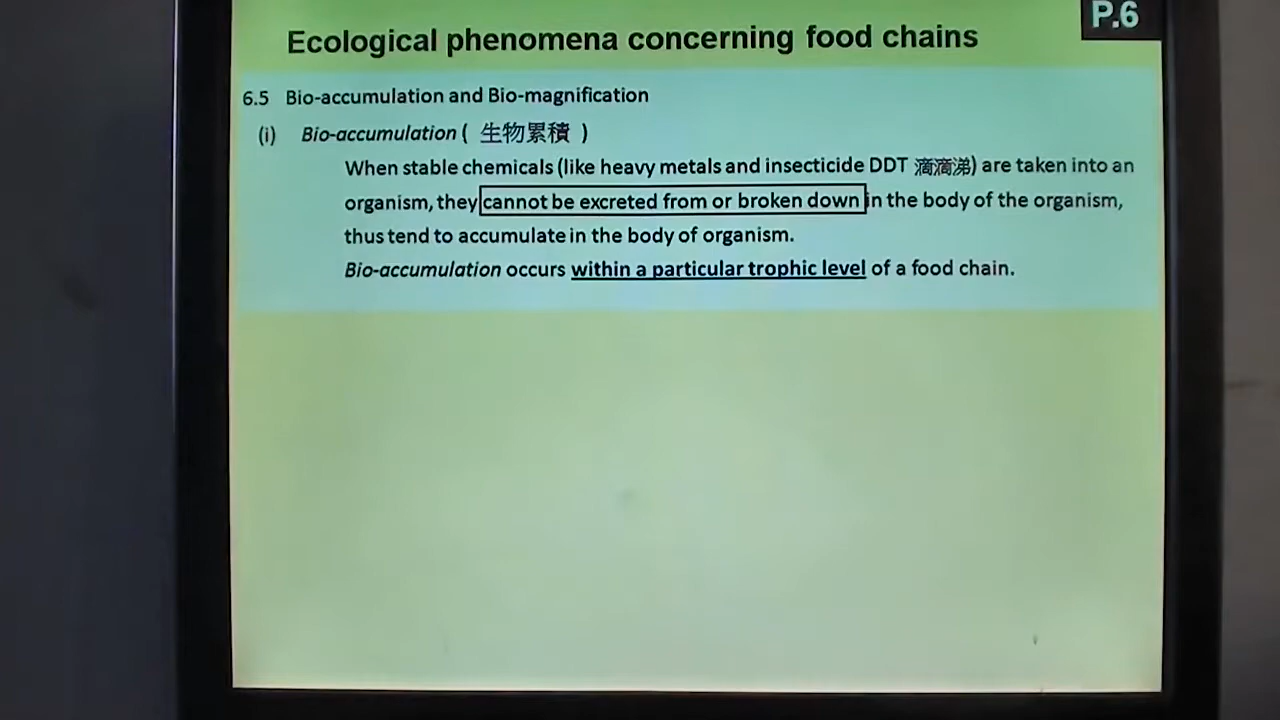 P.6
Ecological phenomena concerning food chains
6.5 Bio-accumulation and Bio-magnification
(i) Bio-accumulation ( 生物累積 )
When stable chemicals (like heavy metals and insecticide DDT 滴滴涕) are taken into an
organism, they cannot be excreted from or broken down in the body of the organism,
thus tend to accumulate in the body of organism.
Bio-accumulation occurs within a particular trophic level of a food chain.